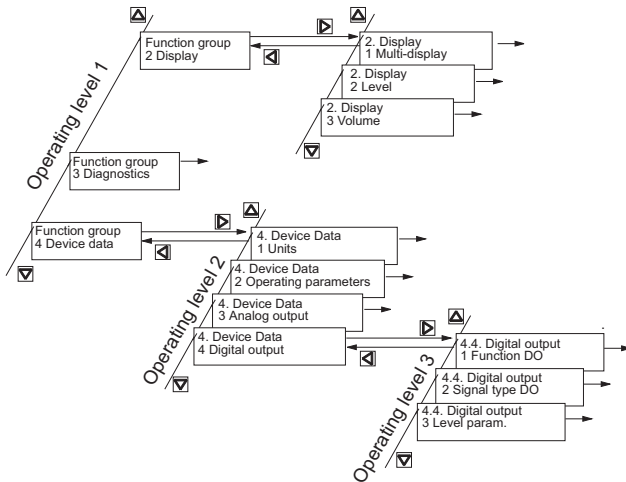 Operating level 1
Function group
2 Display
2. Display
1 Multi-display
2. Display
2 Level
2. Display
3 Volume
Function group
3 Diagnostics
Function group
4 Device data
Operating level 2
4. Device Data
1 Units
4. Device Data
2 Operating parameters
4. Device Data
3 Analog output
4. Device Data
4 Digital output
Operating level 3
4.4. Digital output
1 Function DO
4.4. Digital output
2 Signal type DO
4.4. Digital output
3 Level param.